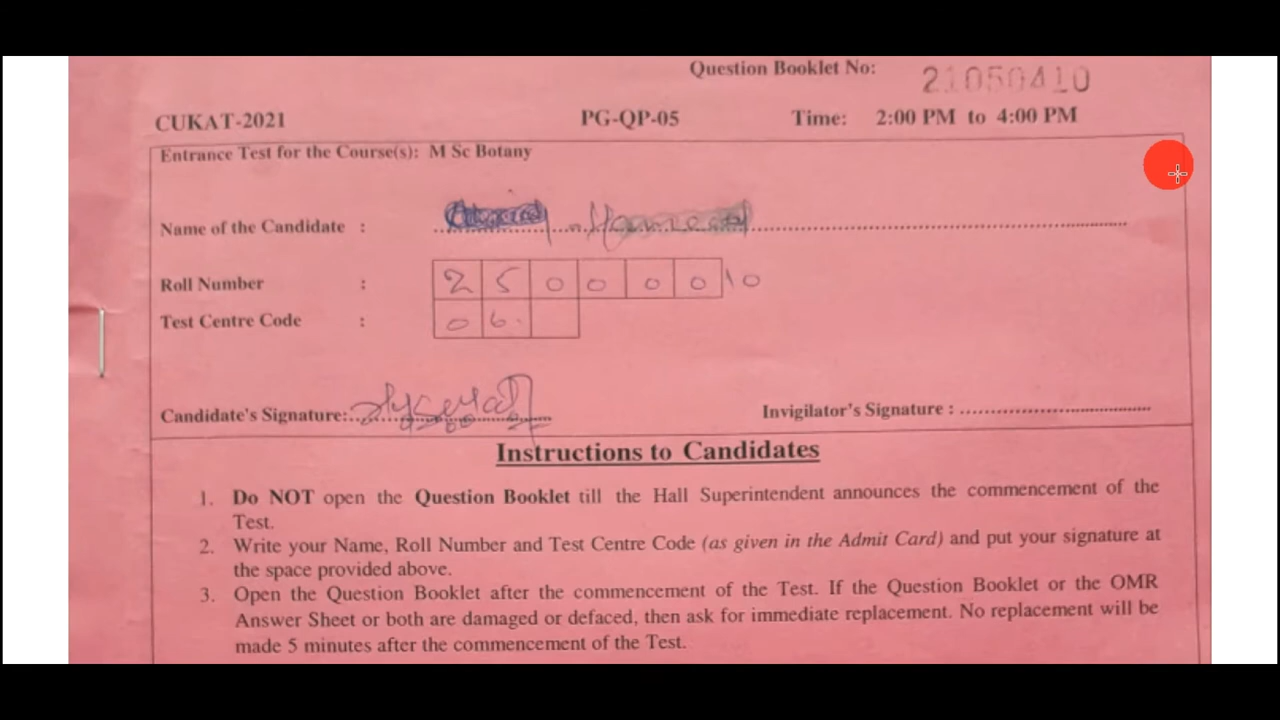 Question Booklet No: 21050410
CUKAT-2021 PG-QP-05 Time: 2:00 PM to 4:00 PM
Entrance Test for the Course(s): M Sc Botany
Name of the Candidate :
Roll Number : 2 5 0 0 0 0 10
Test Centre Code : 0 6.
Candidate's Signature: Invigilator's Signature :
Instructions to Candidates
1. Do NOT open the Question Booklet till the Hall Superintendent announces the commencement of the
Test.
2. Write your Name, Roll Number and Test Centre Code (as given in the Admit Card) and put your signature at
the space provided above.
3. Open the Question Booklet after the commencement of the Test. If the Question Booklet or the OMR
Answer Sheet or both are damaged or defaced, then ask for immediate replacement. No replacement will be
made 5 minutes after the commencement of the Test.